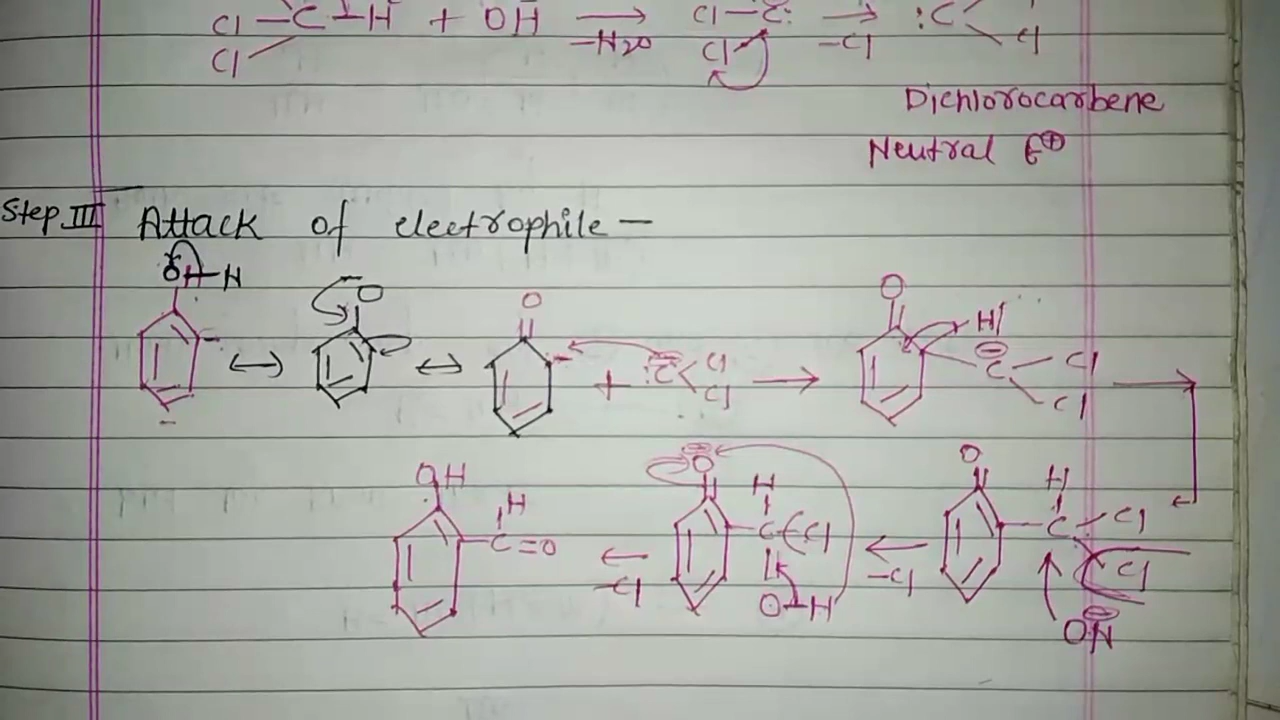 Cl–C–H + OH → Cl–C̈: → :C
Cl –H2O Cl –Cl Cl
Dichlorocarbene
Neutral E⊕
Step III Attack of electrophile –
OH–H O O O H
↔ ↔ – + :C Cl Cl → ⊖ C Cl Cl →
OH H C=O ← –Cl ⊖ O H C Cl O–H ← –Cl O H C Cl Cl ⊖ OH